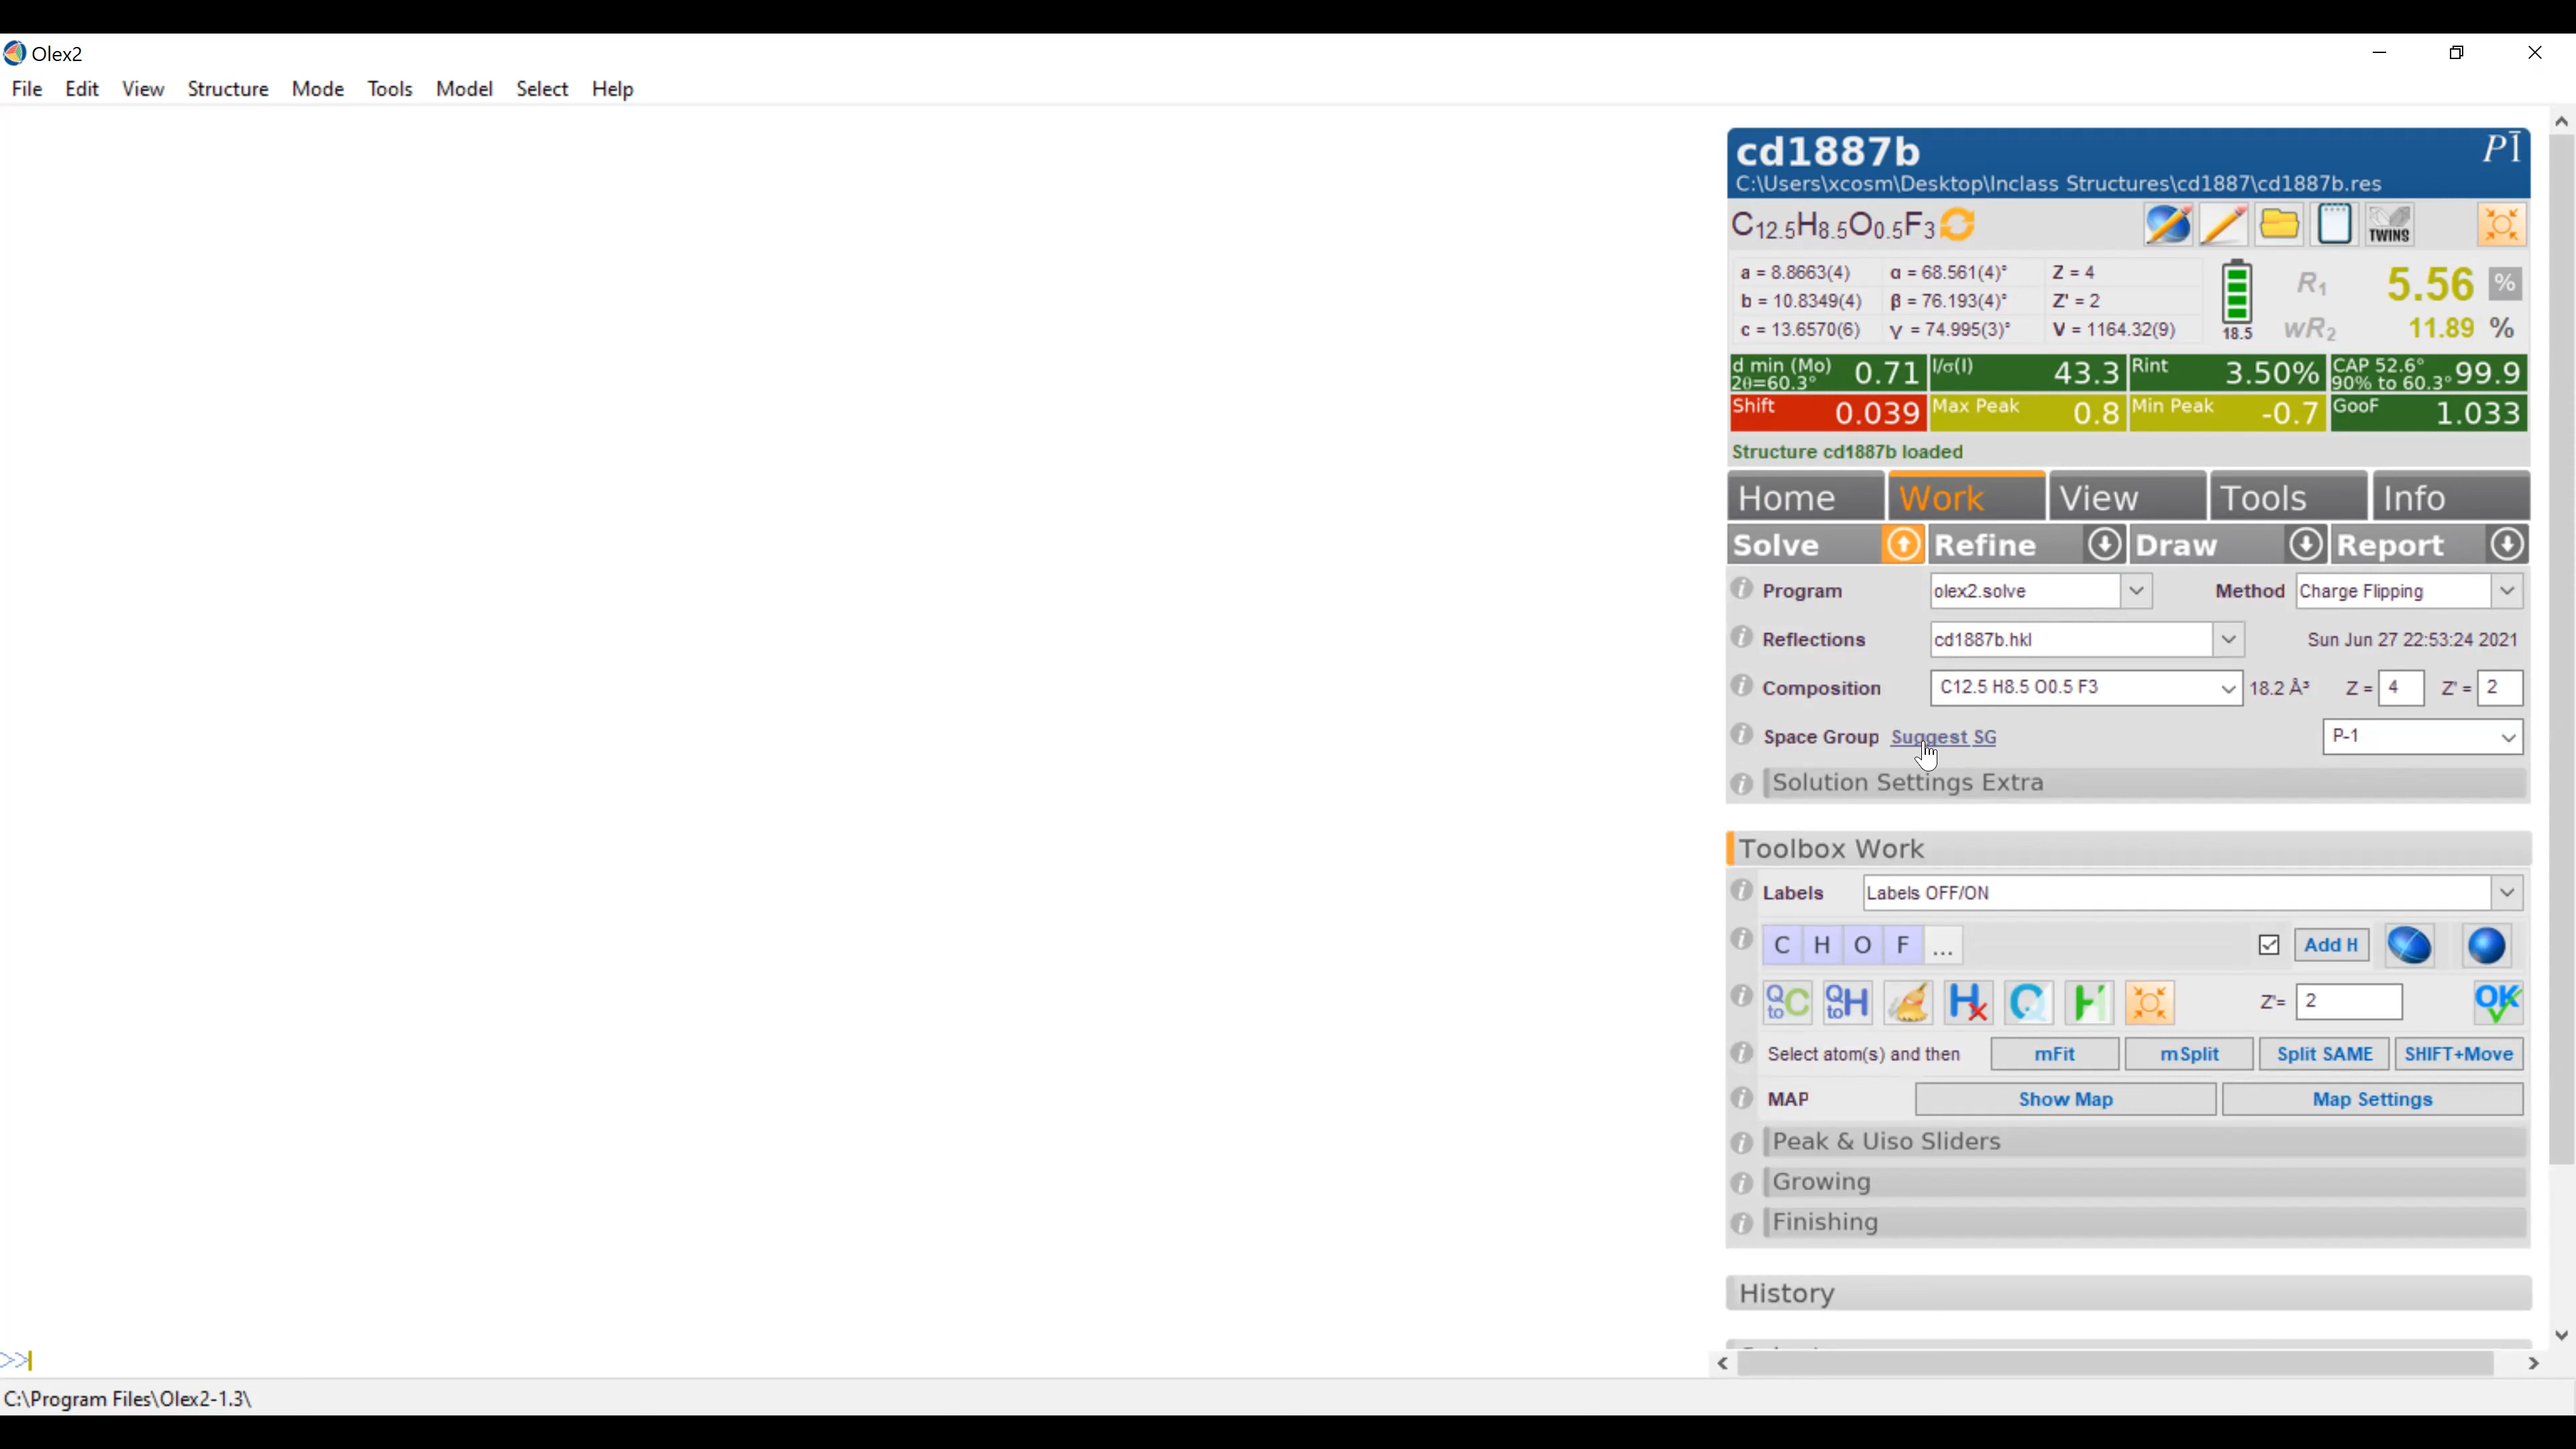 Olex2
File Edit View Structure Mode Tools Model Select Help
cd1887b P1̄
C:\Users\xcosm\Desktop\Inclass Structures\cd1887\cd1887b.res
C12.5H8.5O0.5F3 TWINS
a = 8.8663(4) α = 68.561(4)° Z = 4
b = 10.8349(4) β = 76.193(4)° Z' = 2
c = 13.6570(6) γ = 74.995(3)° V = 1164.32(9)
18.5
R1 5.56 %
wR2 11.89 %
d min (Mo) 2θ=60.3° 0.71 I/σ(I) 43.3 Rint 3.50% CAP 52.6° 90% to 60.3° 99.9
Shift 0.039 Max Peak 0.8 Min Peak -0.7 GooF 1.033
Structure cd1887b loaded
Home Work View Tools Info
Solve Refine Draw Report
Program olex2.solve Method Charge Flipping
Reflections cd1887b.hkl Sun Jun 27 22:53:24 2021
Composition C12.5 H8.5 O0.5 F3 18.2 Å³ Z = 4 Z' = 2
Space Group Suggest SG P-1
Solution Settings Extra
Toolbox Work
Labels Labels OFF/ON
C H O F ... Add H
Q to C Q to H H Q H Z'= 2 OK
Select atom(s) and then mFit mSplit Split SAME SHIFT+Move
MAP Show Map Map Settings
Peak & Uiso Sliders
Growing
Finishing
History
>>
C:\Program Files\Olex2-1.3\